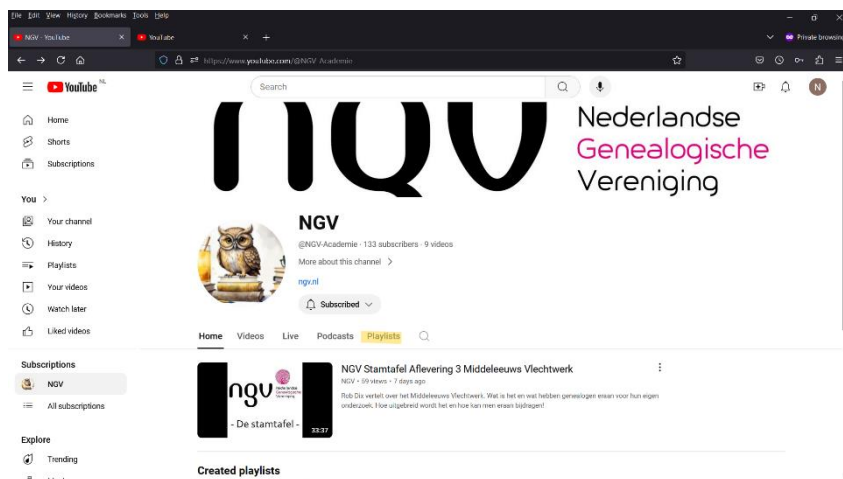 File Edit View History Bookmarks Tools Help
NGV - YouTube
YouTube
Private browsing
https://www.youtube.com/@NGV-Academie
YouTube NL
Search
N
Home
Shorts
Subscriptions
You
Your channel
History
Playlists
Your videos
Watch later
Liked videos
Subscriptions
NGV
All subscriptions
Explore
Trending
ngv
Nederlandse
Genealogische
Vereniging
NGV
@NGV-Academie · 133 subscribers · 9 videos
More about this channel
ngv.nl
Subscribed
Home Videos Live Podcasts Playlists
ngv
Nederlandse
Genealogische
Vereniging
- De stamtafel -
33:37
NGV Stamtafel Aflevering 3 Middeleeuws Vlechtwerk
NGV • 59 views • 7 days ago
Rob Dix vertelt over het Middeleeuws Vlechtwerk. Wat is het en wat hebben genealogen eraan voor hun eigen
onderzoek. Hoe uitgebreid wordt het en hoe kan men eraan bijdragen!
Created playlists